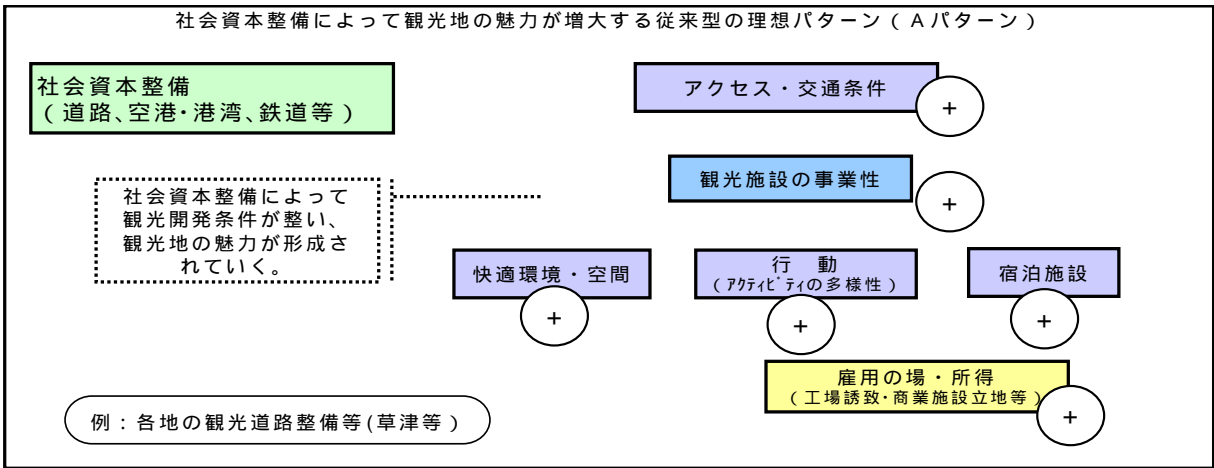 社会資本整備によって観光地の魅力が増大する従来型の理想パターン(Aパターン)
社会資本整備
(道路、空港・港湾、鉄道等)
アクセス・交通条件
+
社会資本整備によって
観光開発条件が整い、
観光地の魅力が形成さ
れていく。
観光施設の事業性
+
快適環境・空間
+
行 動
(アクティビティの多様性)
+
宿泊施設
+
雇用の場・所得
(工場誘致・商業施設立地等)
+
例:各地の観光道路整備等(草津等)